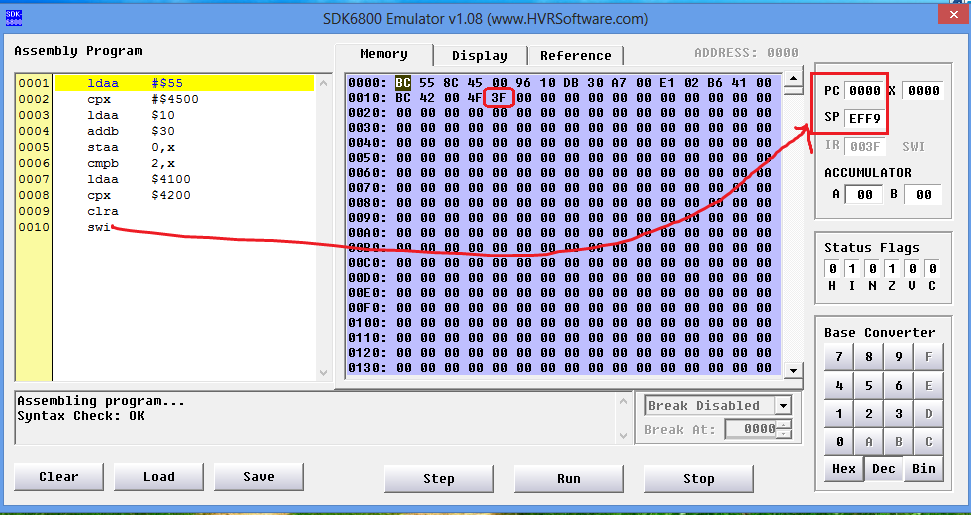 SDK-6800
SDK6800 Emulator v1.08 (www.HVRSoftware.com)
Assembly Program
0001 ldaa #$55
0002 cpx #$4500
0003 ldaa $10
0004 addb $30
0005 staa 0,x
0006 cmpb 2,x
0007 ldaa $4100
0008 cpx $4200
0009 clra
0010 swi
Memory Display Reference ADDRESS: 0000
0000: BC 55 8C 45 00 96 10 DB 30 A7 00 E1 02 B6 41 00
0010: BC 42 00 4F 3F 00 00 00 00 00 00 00 00 00 00 00
0020: 00 00 00 00 00 00 00 00 00 00 00 00 00 00 00 00
0030: 00 00 00 00 00 00 00 00 00 00 00 00 00 00 00 00
0040: 00 00 00 00 00 00 00 00 00 00 00 00 00 00 00 00
0050: 00 00 00 00 00 00 00 00 00 00 00 00 00 00 00 00
0060: 00 00 00 00 00 00 00 00 00 00 00 00 00 00 00 00
0070: 00 00 00 00 00 00 00 00 00 00 00 00 00 00 00 00
0080: 00 00 00 00 00 00 00 00 00 00 00 00 00 00 00 00
0090: 00 00 00 00 00 00 00 00 00 00 00 00 00 00 00 00
00A0: 00 00 00 00 00 00 00 00 00 00 00 00 00 00 00 00
00B0: 00 00 00 00 00 00 00 00 00 00 00 00 00 00 00 00
00C0: 00 00 00 00 00 00 00 00 00 00 00 00 00 00 00 00
00D0: 00 00 00 00 00 00 00 00 00 00 00 00 00 00 00 00
00E0: 00 00 00 00 00 00 00 00 00 00 00 00 00 00 00 00
00F0: 00 00 00 00 00 00 00 00 00 00 00 00 00 00 00 00
0100: 00 00 00 00 00 00 00 00 00 00 00 00 00 00 00 00
0110: 00 00 00 00 00 00 00 00 00 00 00 00 00 00 00 00
0120: 00 00 00 00 00 00 00 00 00 00 00 00 00 00 00 00
0130: 00 00 00 00 00 00 00 00 00 00 00 00 00 00 00 00
PC 0000 X 0000
SP EFF9
IR 003F SWI
ACCUMULATOR
A 00 B 00
Status Flags
0 1 0 1 0 0
H I N Z V C
Base Converter
7 8 9 F
4 5 6 E
1 2 3 D
0 A B C
Hex Dec Bin
Assembling program...
Syntax Check: OK
Break Disabled
Break At: 0000
Clear Load Save Step Run Stop